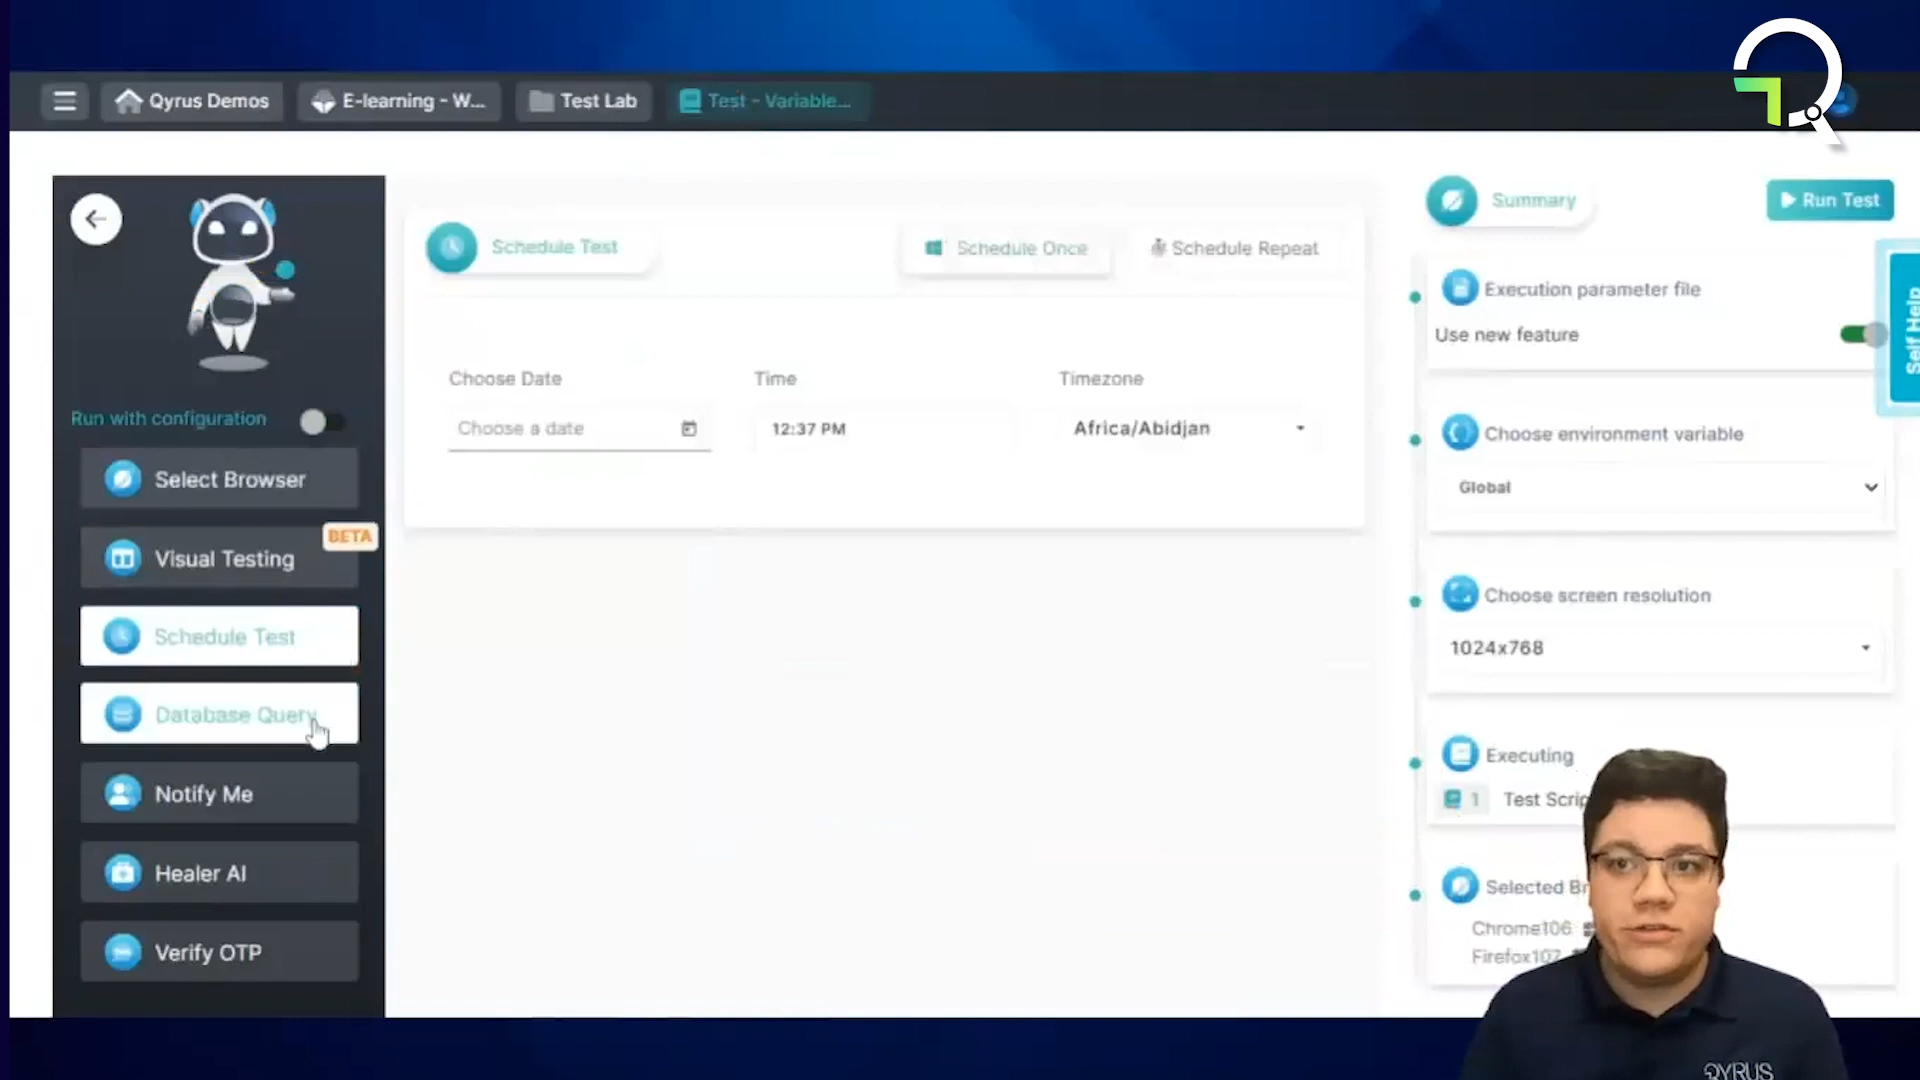 Qyrus Demos
E-learning - W...
Test Lab
Test - Variable...
Run with configuration
Select Browser
BETA
Visual Testing
Schedule Test
Database Query
Notify Me
Healer AI
Verify OTP
Schedule Test
Schedule Once
Schedule Repeat
Choose Date
Time
Timezone
Choose a date
12:37 PM
Africa/Abidjan
Summary
Run Test
Execution parameter file
Use new feature
Self Help
Choose environment variable
Global
Choose screen resolution
1024x768
Executing
1 Test Scrip
Selected Br
Chrome106
Firefox107
QYRUS